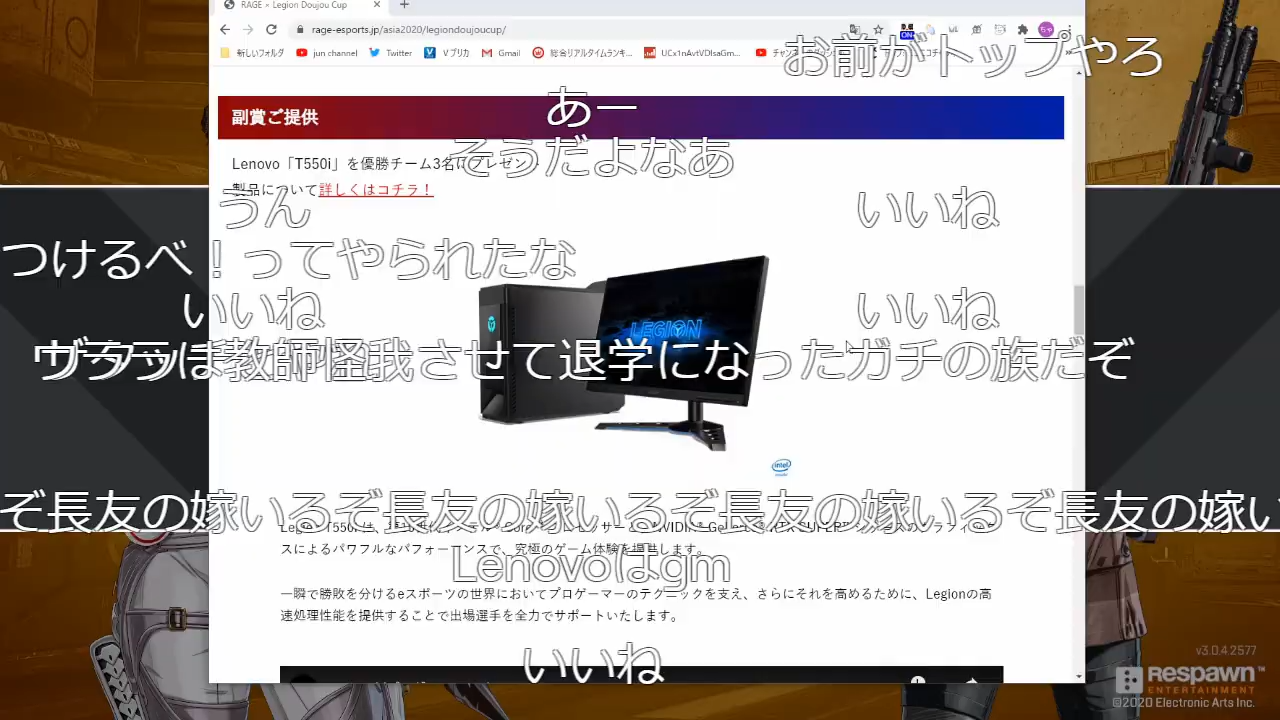 RAGE × Legion Doujou Cup
rage-esports.jp/asia2020/legiondoujoucup/
新しいフォルダ jun channel Twitter Vプリカ Gmail 総合リアルタイムランキ... UCx1nAvtVDIsaGm...
お前がトップやろ
副賞ご提供
あー
Lenovo「T550i」を優勝チーム3名にプレゼン
そうだよなあ
製品について詳しくはコチラ！
うん
いいね
つけるべ！ってやられたな
いいね
いいね
LEGION
は教師怪我させて退学になったガチの族だぞ
intel
ぞ長友の嫁いるぞ長友の嫁いるぞ長友の嫁いるぞ長友の嫁い
スによるパワフルなパフォーマンスで、究極のゲーム体験を提供します。
Lenovoはgm
一瞬で勝敗を分けるeスポーツの世界においてプロゲーマーのテクニックを支え、さらにそれを高めるために、Legionの高
速処理性能を提供することで出場選手を全力でサポートいたします。
いいね
v3.0.4.2577
RESPAWN™
ENTERTAINMENT
©2020 Electronic Arts Inc.